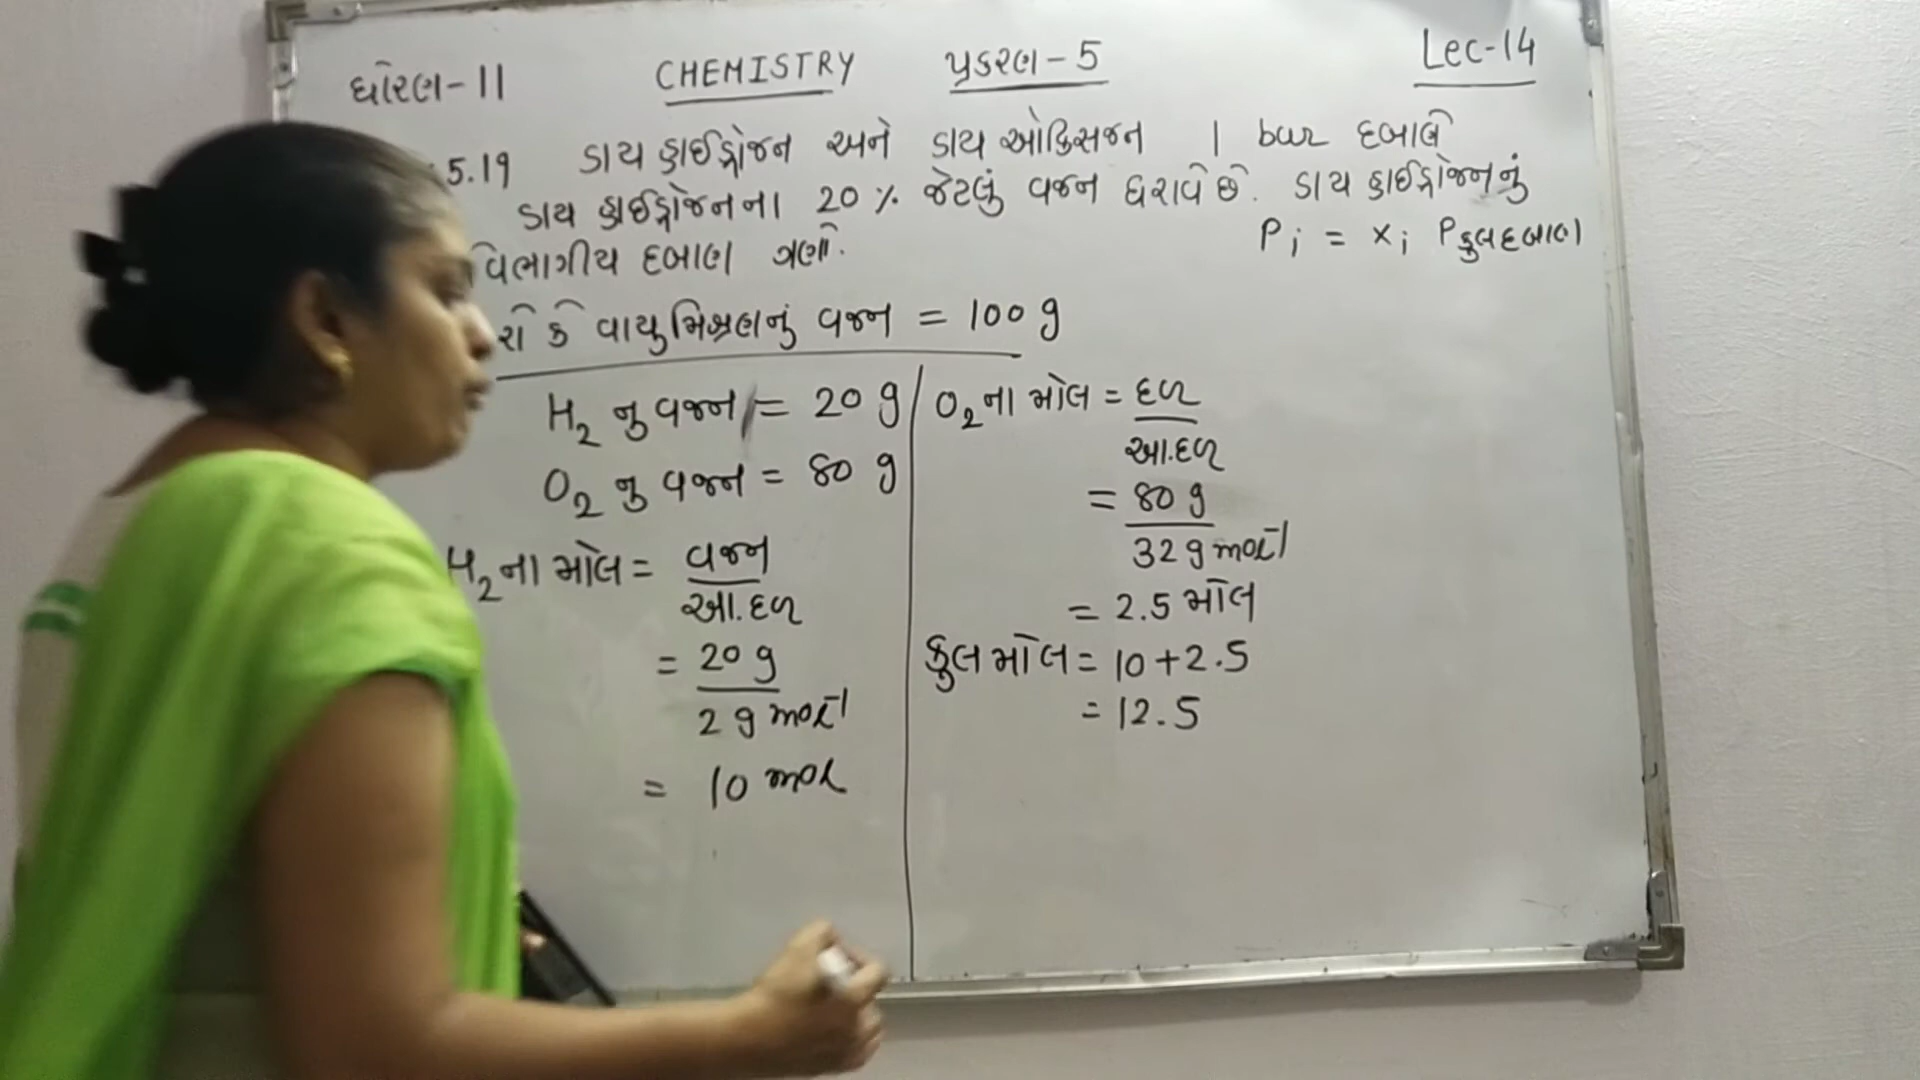 ધોરણ-11 CHEMISTRY પ્રકરણ-5 Lec-14
5.19 ડાય હાઈડ્રોજન અને ડાય ઓક્સિજન 1 bar દબાણે
ડાય હાઈડ્રોજનના 20 % જેટલું વજન ધરાવે છે. ડાય હાઈડ્રોજનનું
વિભાગીય દબાણ ગણો.
Pi = xi Pકુલદબાણ
કે વાયુમિશ્રણનું વજન = 100 g
H2 નુ વજન = 20 g
O2 નુ વજન = 80 g
H2ના મોલ = વજન
આ.દળ
= 20 g
2 g mol-1
= 10 mol
O2ના મોલ = દળ
આ.દળ
= 80 g
32 g mol-1
= 2.5 મોલ
કુલ મોલ = 10 + 2.5
= 12.5